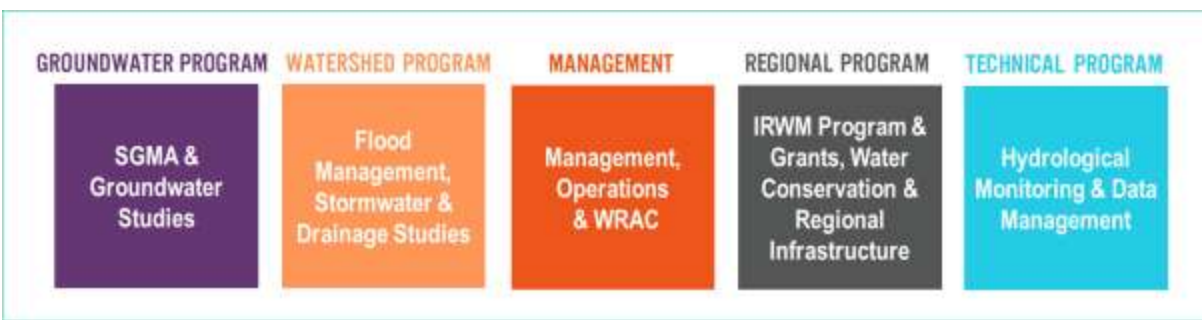 GROUNDWATER PROGRAM
SGMA &
Groundwater
Studies
WATERSHED PROGRAM
Flood
Management,
Stormwater &
Drainage Studies
MANAGEMENT
Management,
Operations
& WRAC
REGIONAL PROGRAM
IRWM Program &
Grants, Water
Conservation &
Regional
Infrastructure
TECHNICAL PROGRAM
Hydrological
Monitoring & Data
Management